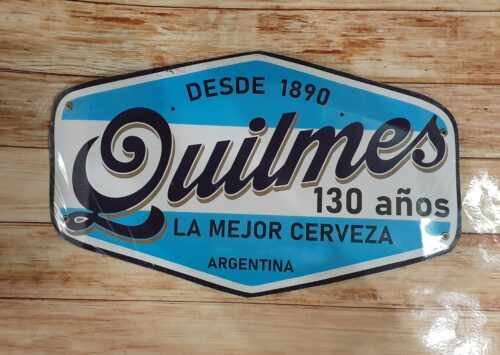 DESDE 1890
Quilmes
130 años
LA MEJOR CERVEZA
ARGENTINA